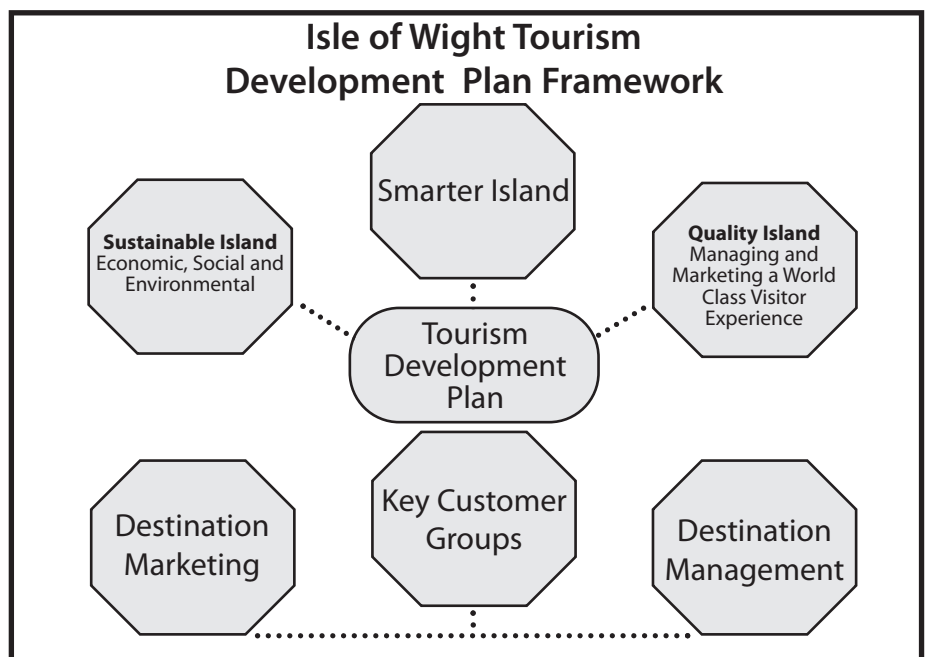 Isle of Wight Tourism
Development Plan Framework
Smarter Island
Sustainable Island
Economic, Social and
Environmental
Quality Island
Managing and
Marketing a World
Class Visitor
Experience
Tourism
Development
Plan
Destination
Marketing
Key Customer
Groups
Destination
Management